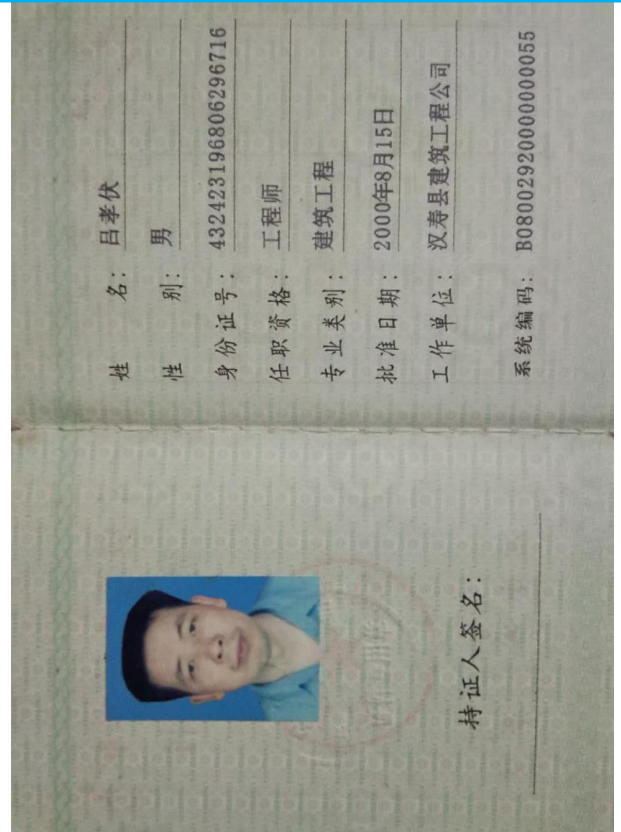 姓名：吕孝伏
性别：男
身份证号：432423196806296716
任职资格：工程师
专业类别：建筑工程
批准日期：2000年8月15日
工作单位：汉寿县建筑工程公司
系统编码：B08002920000000055
持证人签名：